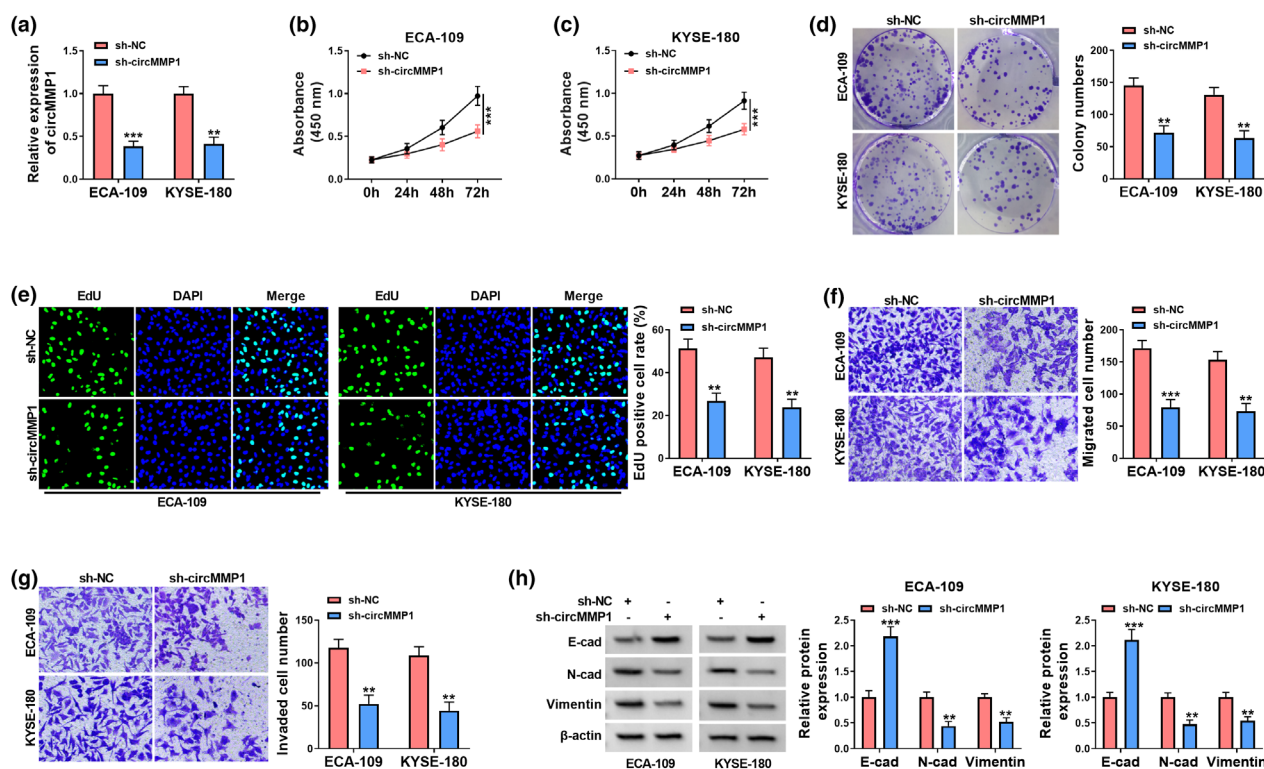 (a)
sh-NC
sh-circMMP1
Relative expression
of circMMP1
1.5
1.0
0.5
0.0
***
**
ECA-109
KYSE-180
(b)
ECA-109
sh-NC
sh-circMMP1
Absorbance
(450 nm)
1.5
1.0
0.5
0.0
***
0h 24h 48h 72h
(c)
KYSE-180
sh-NC
sh-circMMP1
Absorbance
(450 nm)
1.5
1.0
0.5
0.0
***
0h 24h 48h 72h
(d)
sh-NC sh-circMMP1
ECA-109
KYSE-180
sh-NC
sh-circMMP1
Colony numbers
200
150
100
50
0
**
**
ECA-109
KYSE-180
(e)
EdU DAPI Merge EdU DAPI Merge
sh-NC
sh-circMMP1
ECA-109
KYSE-180
sh-NC
sh-circMMP1
EdU positive cell rate (%)
60
40
20
0
**
**
ECA-109
KYSE-180
(f)
sh-NC sh-circMMP1
ECA-109
KYSE-180
sh-NC
sh-circMMP1
Migrated cell number
200
150
100
50
0
***
**
ECA-109
KYSE-180
(g)
sh-NC sh-circMMP1
ECA-109
KYSE-180
sh-NC
sh-circMMP1
Invaded cell number
150
100
50
0
**
**
ECA-109
KYSE-180
(h)
sh-NC + - + -
sh-circMMP1 - + - +
E-cad
N-cad
Vimentin
β-actin
ECA-109 KYSE-180
ECA-109
sh-NC sh-circMMP1
Relative protein
expression
2.5
2.0
1.5
1.0
0.5
0.0
***
**
**
E-cad N-cad Vimentin
KYSE-180
sh-NC sh-circMMP1
Relative protein
expression
2.5
2.0
1.5
1.0
0.5
0.0
***
**
**
E-cad N-cad Vimentin